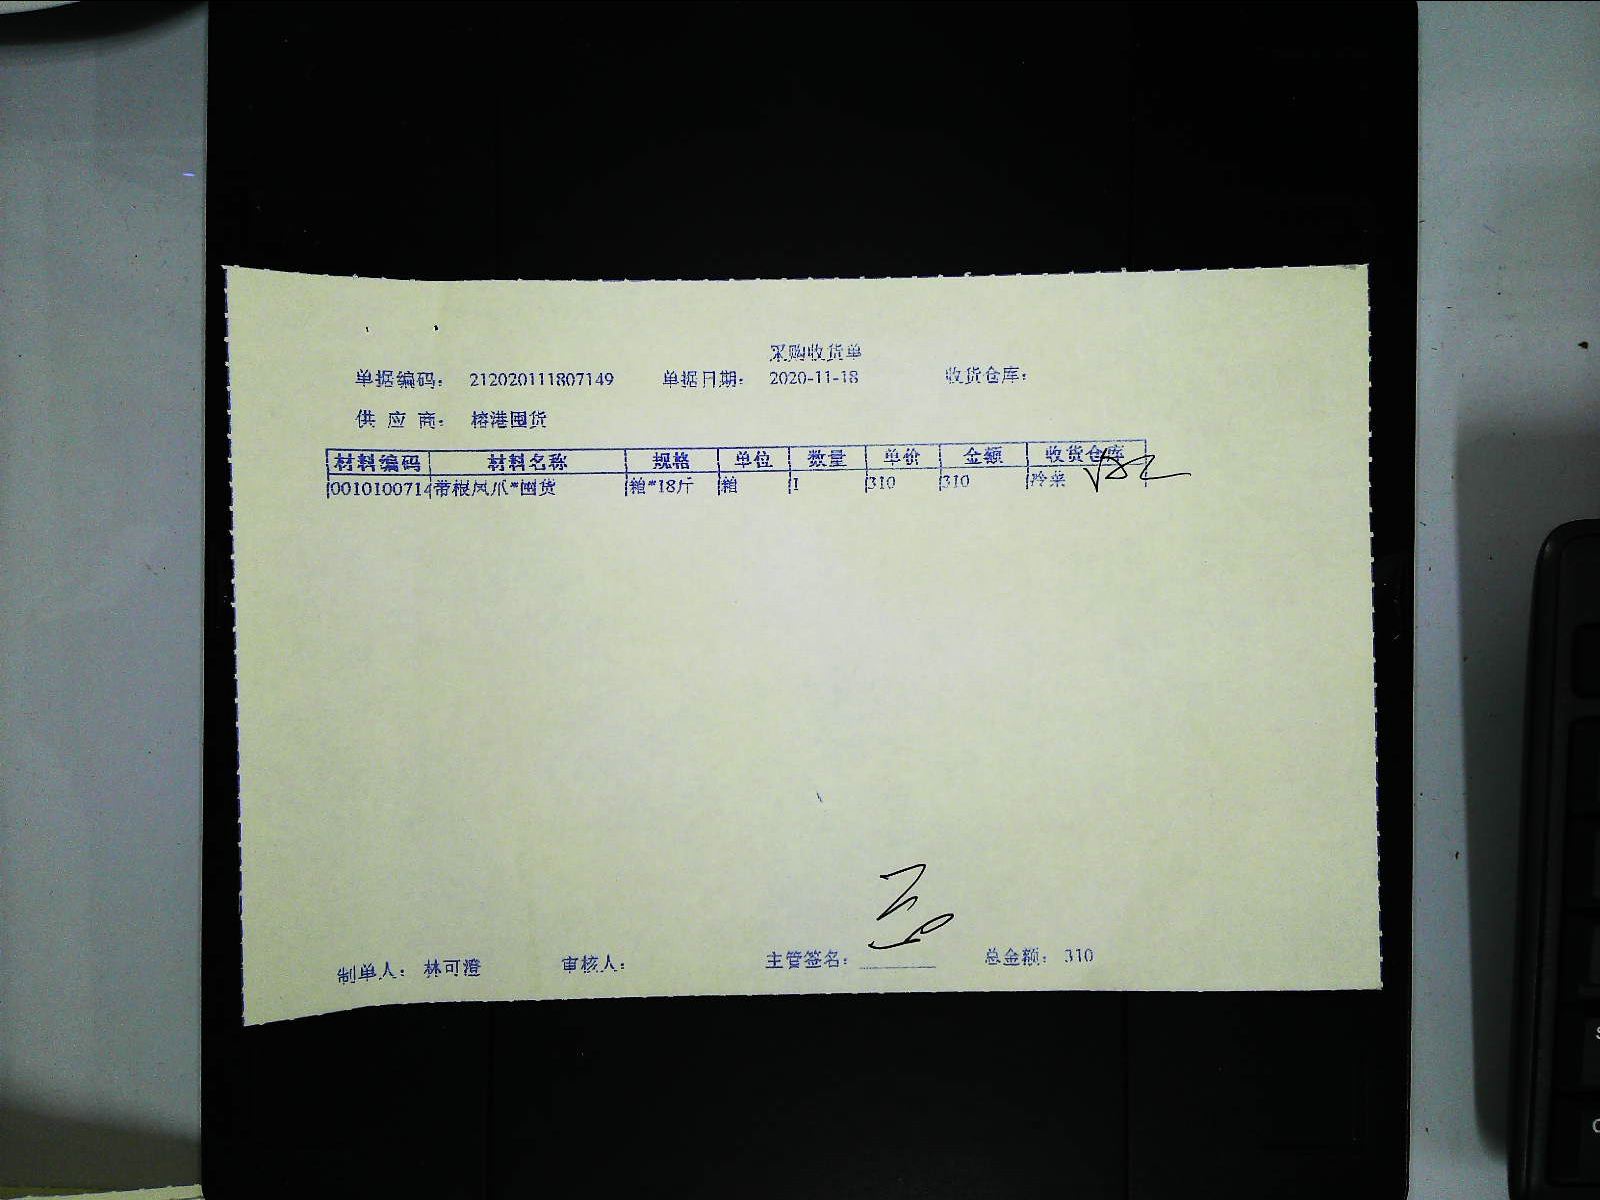 采购收货单
单据编码： 212020111807149 单据日期： 2020-11-18 收货仓库：
供 应 商： 榕港囤货
材料编码 材料名称 规格 单位 数量 单价 金额 收货仓库
0010100714 带根凤爪*囤货 箱*18斤 箱 1 310 310 冷菜
制单人： 林可澄 审核人： 主管签名： 总金额： 310